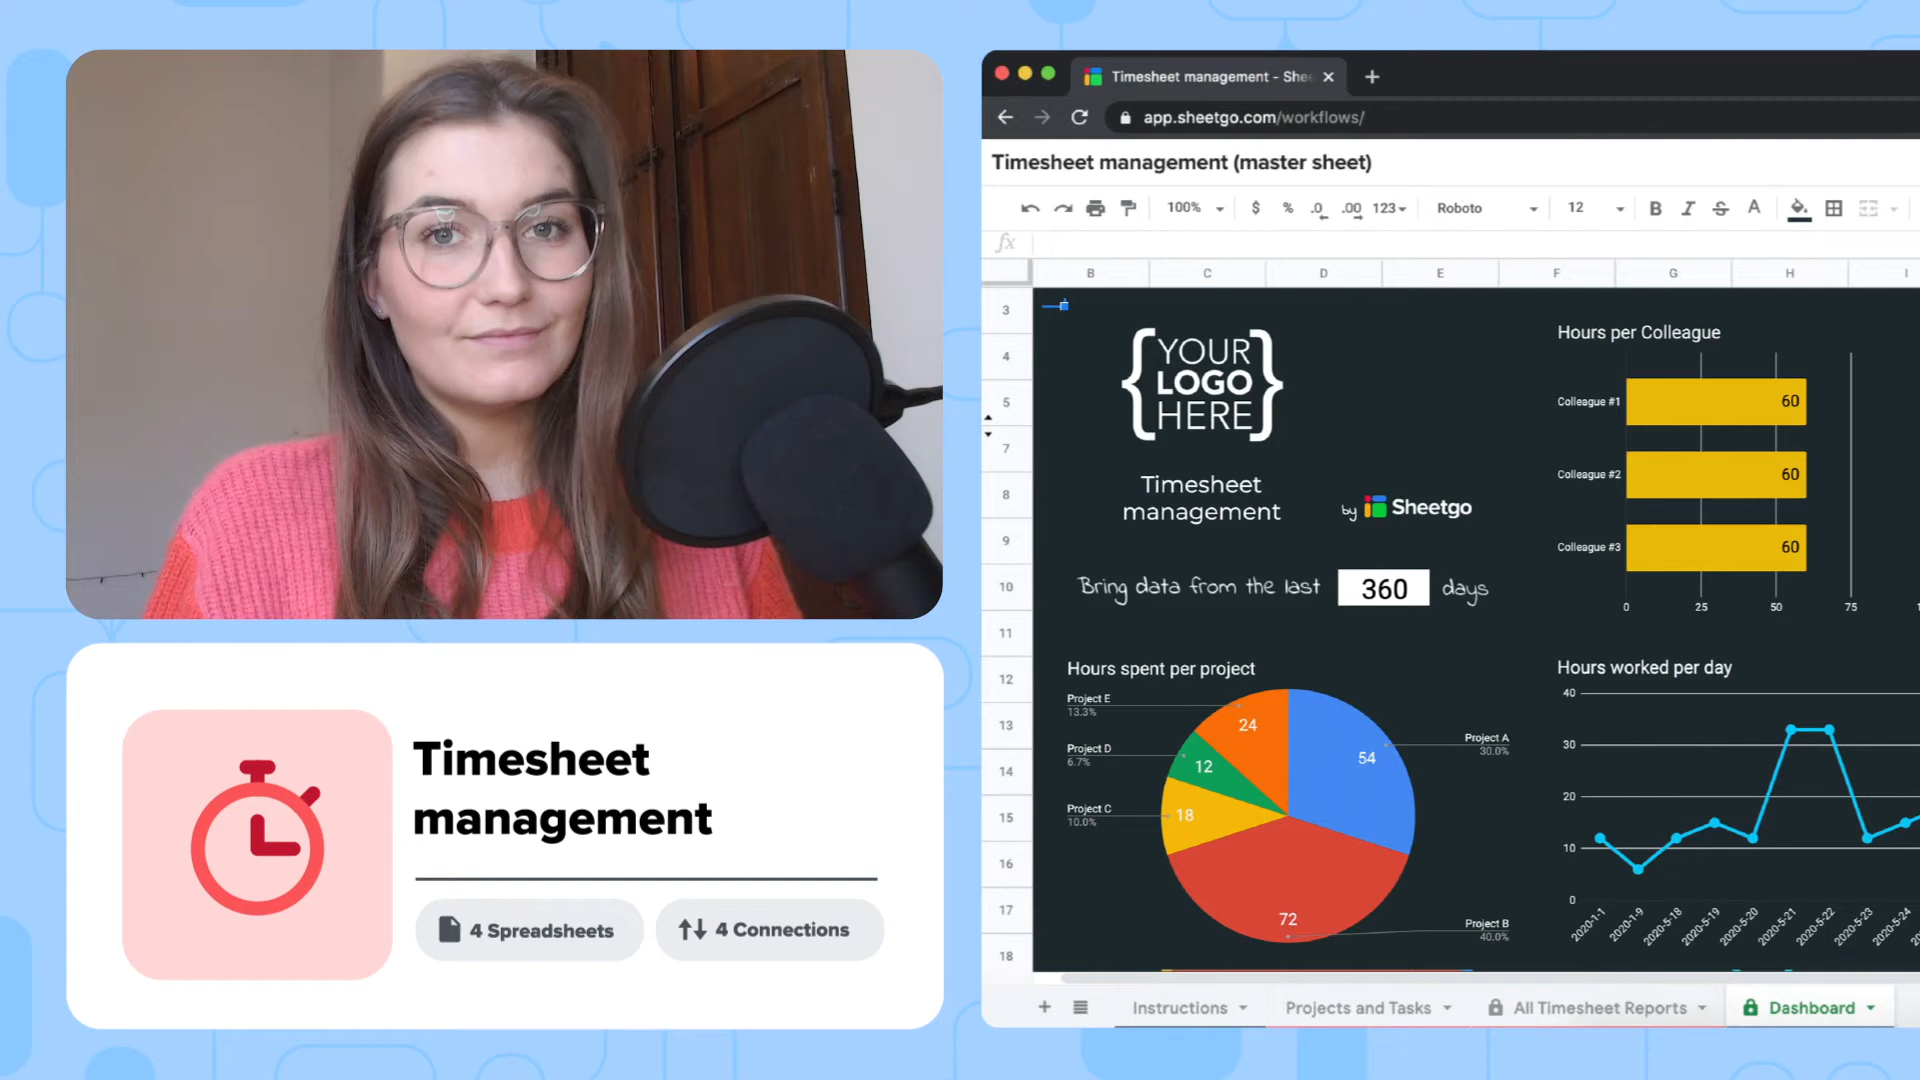 Timesheet management - She
app.sheetgo.com/workflows/
Timesheet management (master sheet)
100% $ % .0 .00 123 Roboto 12 B I S A
fx
B C D E F G H I
3
4
5
7
8
9
10
11
12
13
14
15
16
17
18
{YOUR
LOGO
HERE}
Timesheet
management
by Sheetgo
Bring data from the last 360 days
Hours per Colleague
Colleague #1 60
Colleague #2 60
Colleague #3 60
0 25 50 75
Hours spent per project
Project E
13.3%
Project D
6.7%
Project C
10.0%
Project A
30.0%
Project B
40.0%
24
54
12
18
72
Hours worked per day
40
30
20
10
0
2020-1-1 2020-1-9 2020-5-18 2020-5-19 2020-5-20 2020-5-21 2020-5-22 2020-5-23 2020-5-24
Instructions Projects and Tasks All Timesheet Reports Dashboard
Timesheet
management
4 Spreadsheets 4 Connections